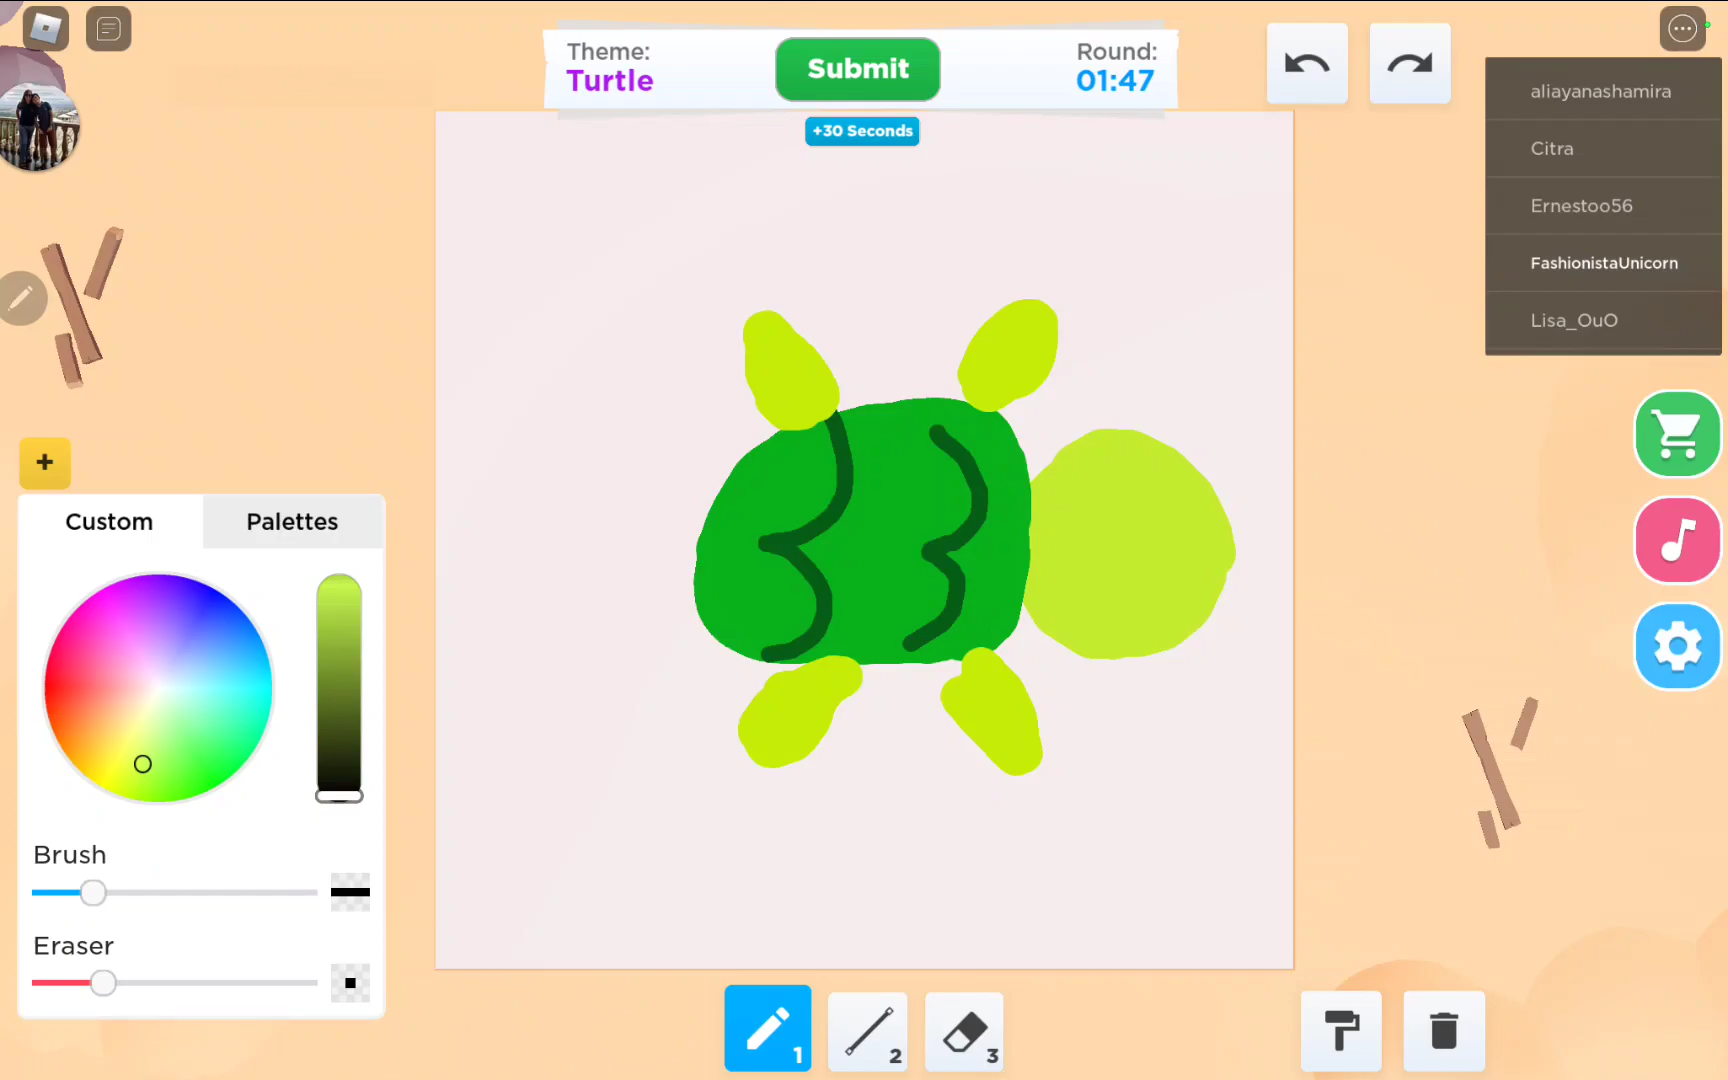 Theme:
Turtle
Submit
Round:
01:47
+30 Seconds
aliayanashamira
Citra
Ernestoo56
FashionistaUnicorn
Lisa_OuO
+
Custom
Palettes
Brush
Eraser
1
2
3